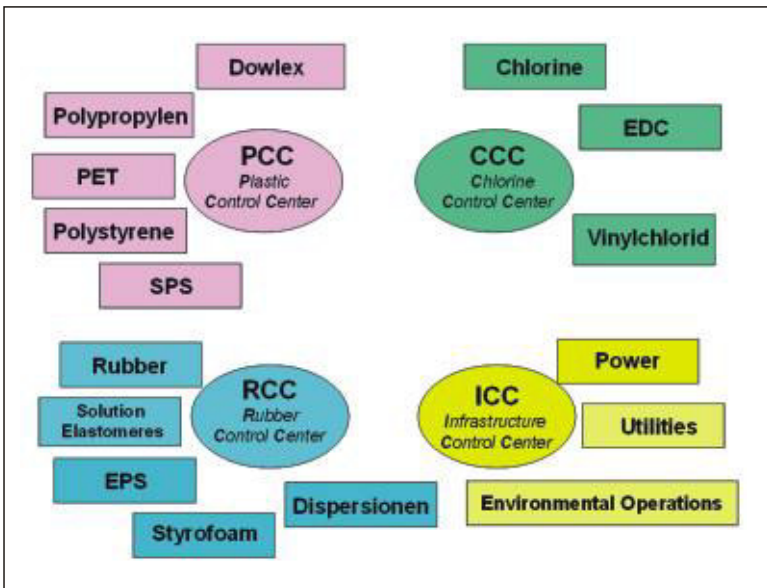 Dowlex
Polypropylen
PET
Polystyrene
SPS
PCC
Plastic
Control Center
Chlorine
EDC
Vinylchlorid
CCC
Chlorine
Control Center
Rubber
Solution
Elastomeres
EPS
Styrofoam
Dispersionen
RCC
Rubber
Control Center
Power
Utilities
Environmental Operations
ICC
Infrastructure
Control Center